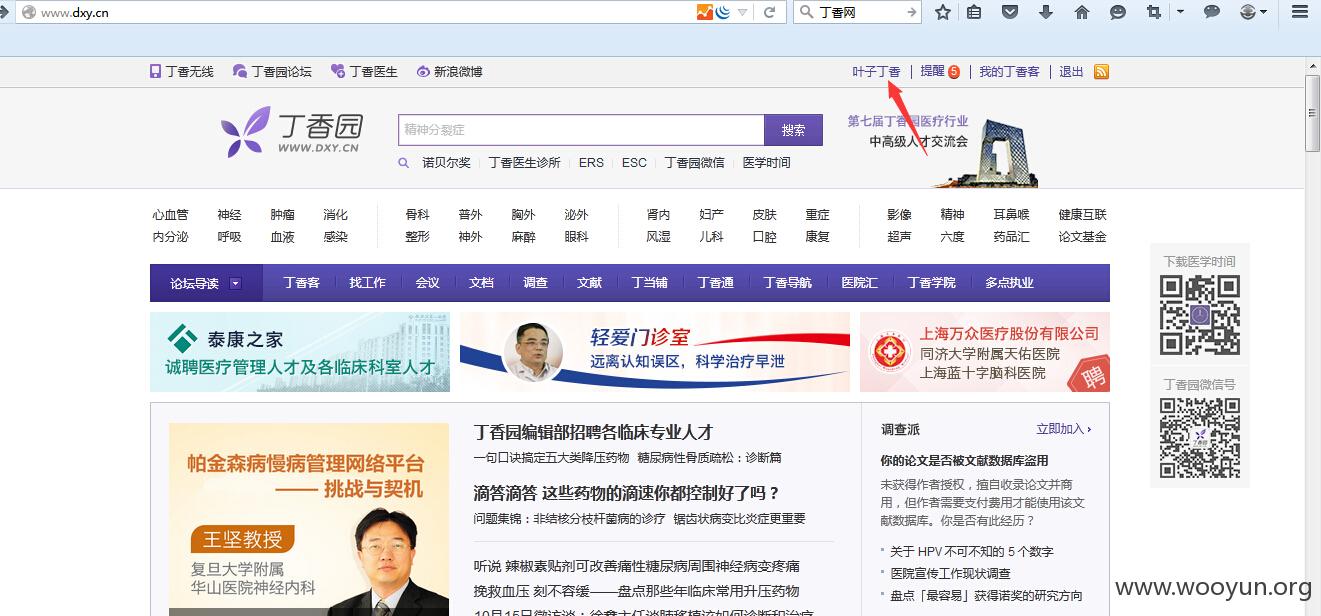 www.dxy.cn
丁香网
丁香无线 丁香园论坛 丁香医生 新浪微博
叶子丁香 | 提醒 5 | 我的丁香客 | 退出
丁香园
WWW.DXY.CN
精神分裂症 搜索
诺贝尔奖 丁香医生诊所 ERS ESC 丁香园微信 医学时间
第七届丁香园医疗行业
中高级人才交流会
心血管 神经 肿瘤 消化 骨科 普外 胸外 泌外 肾内 妇产 皮肤 重症 影像 精神 耳鼻喉 健康互联
内分泌 呼吸 血液 感染 整形 神外 麻醉 眼科 风湿 儿科 口腔 康复 超声 六度 药品汇 论文基金
论坛导读 丁香客 找工作 会议 文档 调查 文献 丁当铺 丁香通 丁香导航 医院汇 丁香学院 多点执业
泰康之家
诚聘医疗管理人才及各临床科室人才
轻爱门诊室
远离认知误区，科学治疗早泄
上海万众医疗股份有限公司
同济大学附属天佑医院
上海蓝十字脑科医院
聘
下载医学时间
丁香园微信号
帕金森病慢病管理网络平台
—— 挑战与契机
王坚教授
复旦大学附属
华山医院神经内科
丁香园编辑部招聘各临床专业人才
一句口诀搞定五大类降压药物 糖尿病性骨质疏松：诊断篇
滴答滴答 这些药物的滴速你都控制好了吗？
问题集锦：非结核分枝杆菌病的诊疗 锯齿状病变比炎症更重要
听说 辣椒素贴剂可改善痛性糖尿病周围神经病变疼痛
挽救血压 刻不容缓——盘点那些年临床常用升压药物
调查派 立即加入 ›
你的论文是否被文献数据库盗用
未获得作者授权，擅自收录论文并商
用，但作者需要支付费用才能使用该文
献数据库。你是否有此经历？
关于 HPV 不可不知的 5 个数字
医院宣传工作现状调查
盘点「最容易」获得诺奖的研究方向
www.wooyun.org